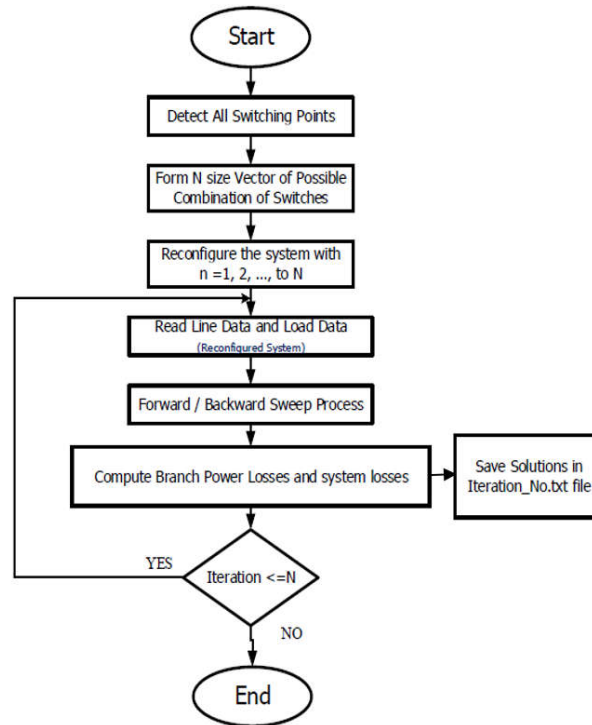 Start
Detect All Switching Points
Form N size Vector of Possible
Combination of Switches
Reconfigure the system with
n =1, 2, ..., to N
Read Line Data and Load Data
(Reconfigured System)
Forward / Backward Sweep Process
Compute Branch Power Losses and system losses
Save Solutions in
Iteration_No.txt file
YES
Iteration <=N
NO
End